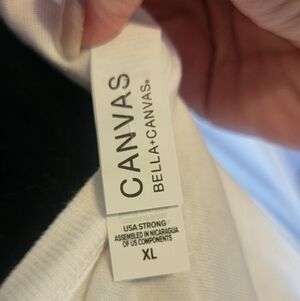 CANVAS
BELLA+CANVAS®
USA STRONG
ASSEMBLED IN NICARAGUA
OF US COMPONENTS
XL